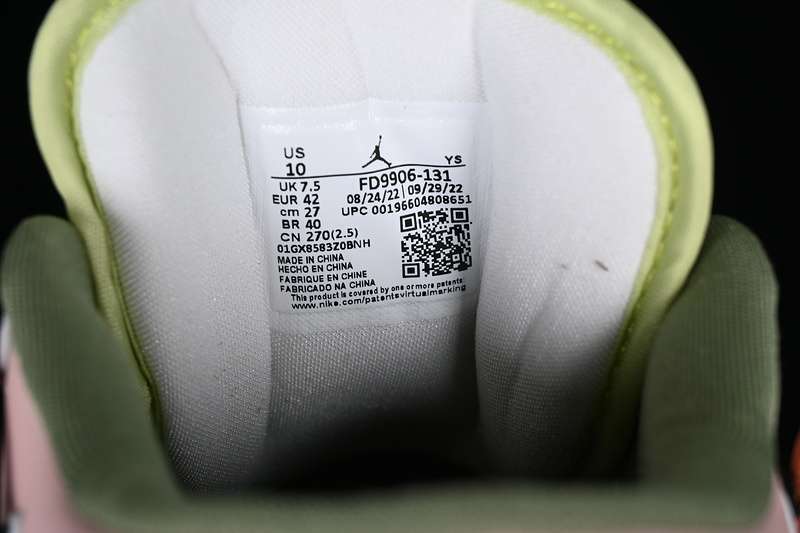 US
10
YS
UK 7.5
EUR 42
cm 27
BR 40
CN 270(2.5)
FD9906-131
08/24/22 | 09/29/22
UPC 00196604808651
01GX8583Z0BNH
MADE IN CHINA
HECHO EN CHINA
FABRIQUE EN CHINE
FABRICADO NA CHINA
This product is covered by one or more patents
www.nike.com/patentsvirtualmarking